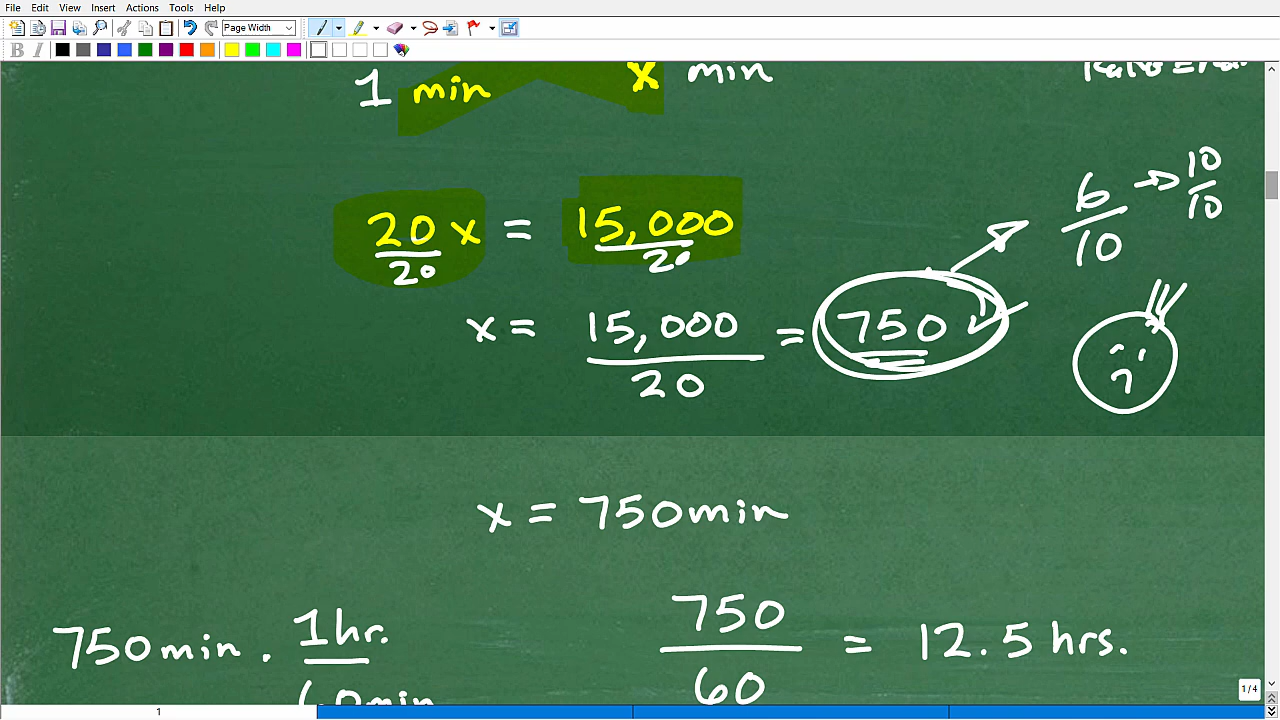 File Edit View Insert Actions Tools Help
Page Width
B I
1 min x min
20x = 15,000
20 20
6
10
10
10
x = 15,000 = 750
20
x = 750min
750min . 1hr.
60min
750 = 12.5 hrs.
60
1/4
1